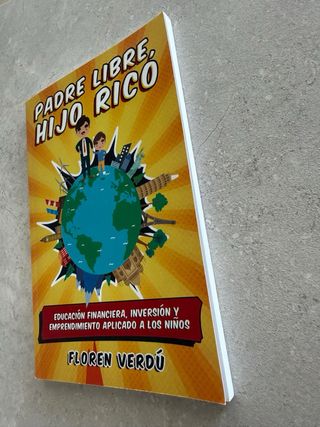 PADRE LIBRE,
HIJO RICO
EDUCACIÓN FINANCIERA, INVERSIÓN Y
EMPRENDIMIENTO APLICADO A LOS NIÑOS
FLOREN VERDÚ